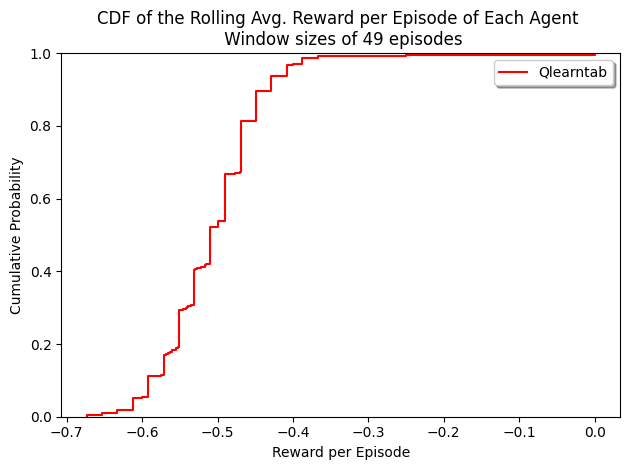 CDF of the Rolling Avg. Reward per Episode of Each Agent
Window sizes of 49 episodes
Qlearntab
1.0
0.8
0.6
0.4
0.2
0.0
Cumulative Probability
−0.7
−0.6
−0.5
−0.4
−0.3
−0.2
−0.1
0.0
Reward per Episode